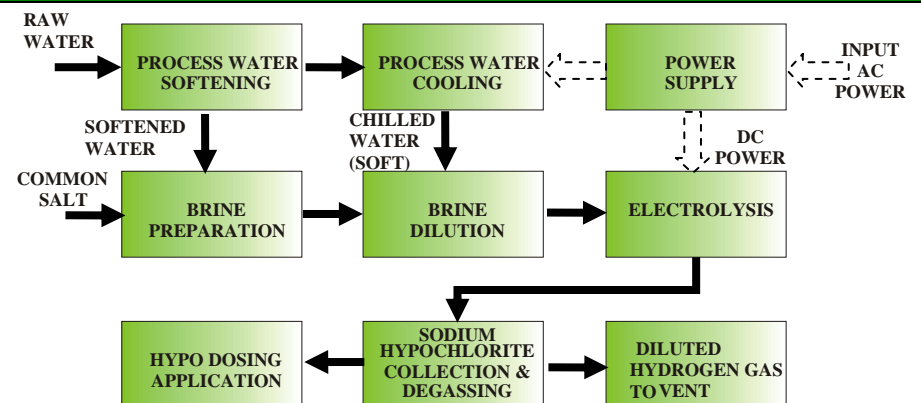 RAW
WATER
PROCESS WATER
SOFTENING
PROCESS WATER
COOLING
POWER
SUPPLY
INPUT
AC
POWER
SOFTENED
WATER
CHILLED
WATER
(SOFT)
DC
POWER
COMMON
SALT
BRINE
PREPARATION
BRINE
DILUTION
ELECTROLYSIS
HYPO DOSING
APPLICATION
SODIUM
HYPOCHLORITE
COLLECTION &
DEGASSING
DILUTED
HYDROGEN GAS
TO VENT